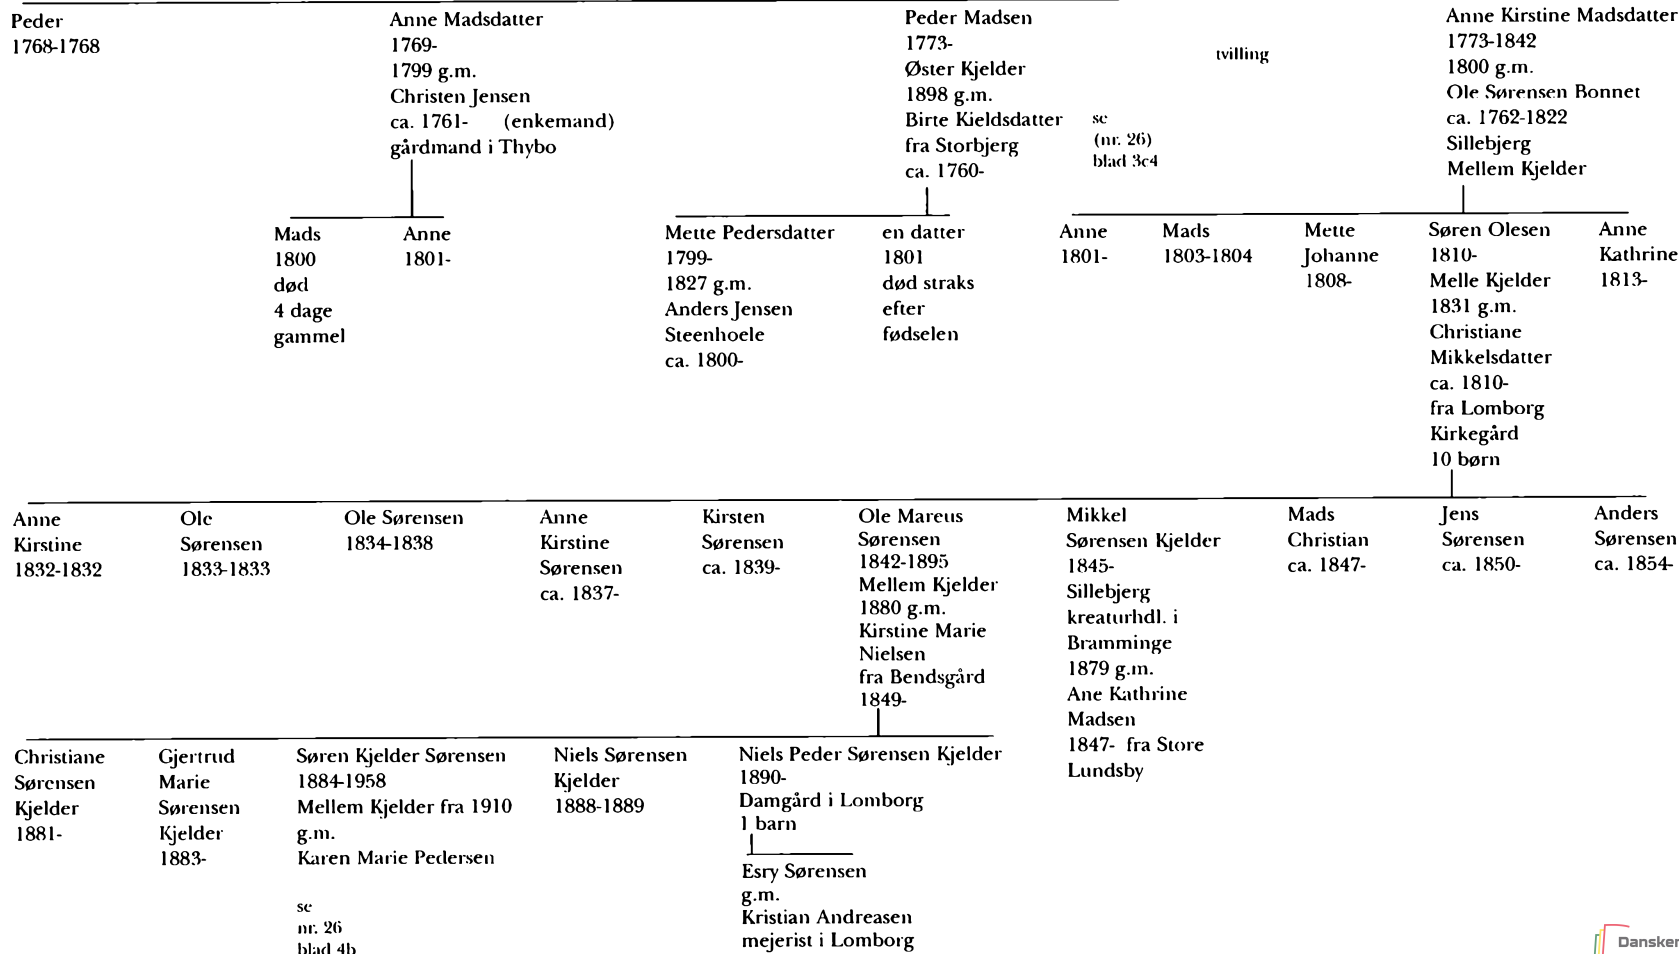 Peder
1768-1768
Anne Madsdatter
1769-
1799 g.m.
Christen Jensen
ca. 1761- (enkemand)
gårdmand i Thybo
Peder Madsen
1773-
Øster Kjelder
1898 g.m.
Birte Kieldsdatter
fra Storbjerg
ca. 1760-
se
(nr. 26)
blad 3c4
tvilling
Anne Kirstine Madsdatter
1773-1842
1800 g.m.
Ole Sørensen Bonnet
ca. 1762-1822
Sillebjerg
Mellem Kjelder
Mads
1800
død
4 dage
gammel
Anne
1801-
Mette Pedersdatter
1799-
1827 g.m.
Anders Jensen
Steenhoele
ca. 1800-
en datter
1801
død straks
efter
fødselen
Anne
1801-
Mads
1803-1804
Mette
Johanne
1808-
Søren Olesen
1810-
Melle Kjelder
1831 g.m.
Christiane
Mikkelsdatter
ca. 1810-
fra Lomborg
Kirkegård
10 børn
Anne
Kathrine
1813-
Anne
Kirstine
1832-1832
Ole
Sørensen
1833-1833
Ole Sørensen
1834-1838
Anne
Kirstine
Sørensen
ca. 1837-
Kirsten
Sørensen
ca. 1839-
Ole Mareus
Sørensen
1842-1895
Mellem Kjelder
1880 g.m.
Kirstine Marie
Nielsen
fra Bendsgård
1849-
Mikkel
Sørensen Kjelder
1845-
Sillebjerg
kreaturhdl. i
Bramminge
1879 g.m.
Ane Kathrine
Madsen
1847- fra Store
Lundsby
Mads
Christian
ca. 1847-
Jens
Sørensen
ca. 1850-
Anders
Sørensen
ca. 1854-
Christiane
Sørensen
Kjelder
1881-
Gjertrud
Marie
Sørensen
Kjelder
1883-
Søren Kjelder Sørensen
1884-1958
Mellem Kjelder fra 1910
g.m.
Karen Marie Pedersen
se
nr. 26
blad 4b
Niels Sørensen
Kjelder
1888-1889
Niels Peder Sørensen Kjelder
1890-
Damgård i Lomborg
1 barn
Esry Sørensen
g.m.
Kristian Andreasen
mejerist i Lomborg
Dansker